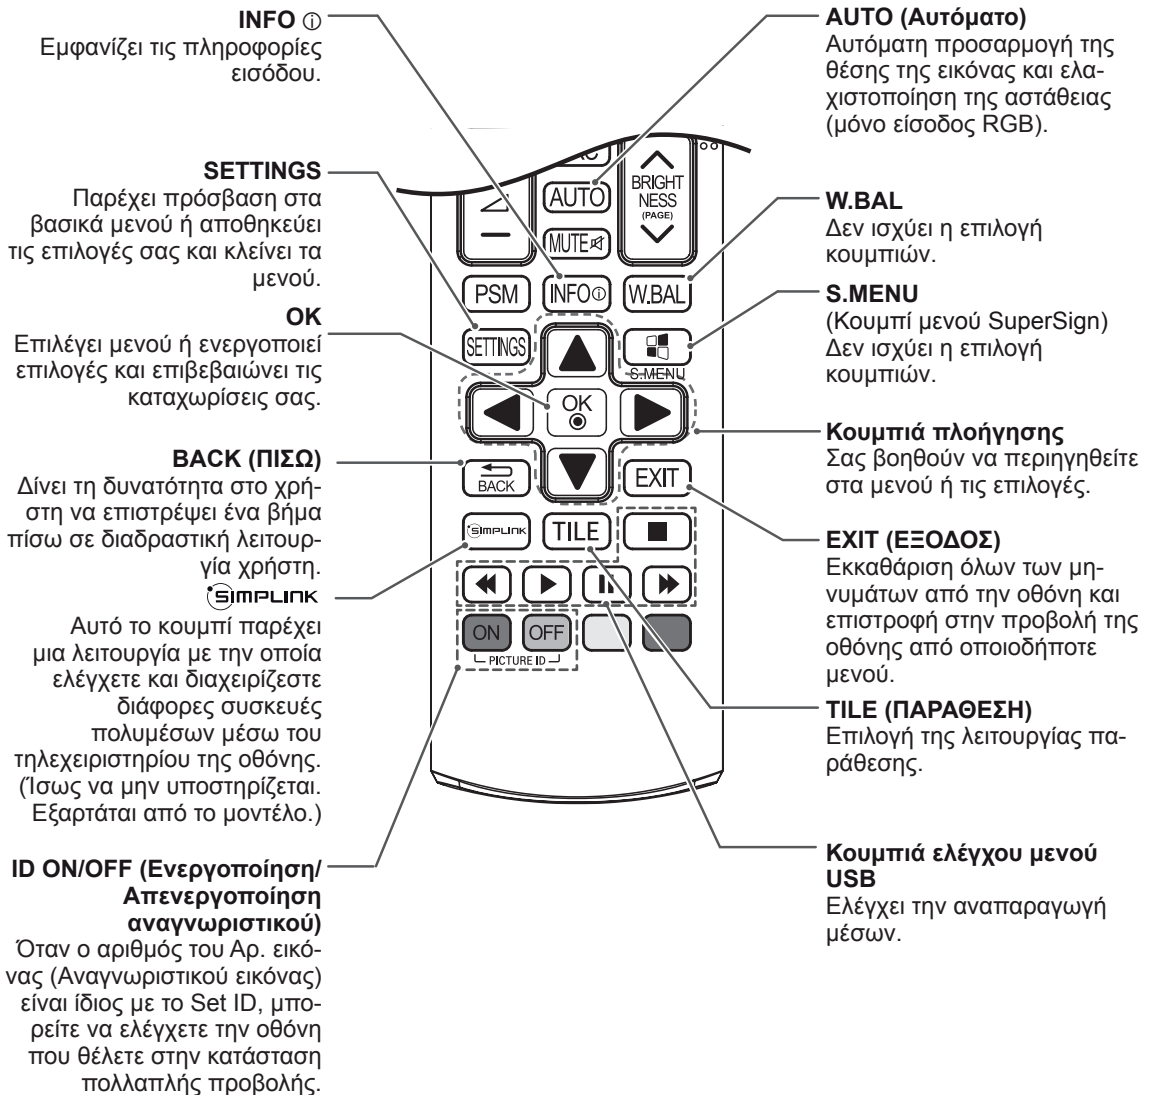 INFO ⓘ
Εμφανίζει τις πληροφορίες
εισόδου.
SETTINGS
Παρέχει πρόσβαση στα
βασικά μενού ή αποθηκεύει
τις επιλογές σας και κλείνει τα
μενού.
OK
Επιλέγει μενού ή ενεργοποιεί
επιλογές και επιβεβαιώνει τις
καταχωρίσεις σας.
BACK (ΠΙΣΩ)
Δίνει τη δυνατότητα στο χρή-
στη να επιστρέψει ένα βήμα
πίσω σε διαδραστική λειτουρ-
γία χρήστη.
SIMPLINK
Αυτό το κουμπί παρέχει
μια λειτουργία με την οποία
ελέγχετε και διαχειρίζεστε
διάφορες συσκευές
πολυμέσων μέσω του
τηλεχειριστηρίου της οθόνης.
(Ίσως να μην υποστηρίζεται.
Εξαρτάται από το μοντέλο.)
ID ON/OFF (Ενεργοποίηση/
Απενεργοποίηση
αναγνωριστικού)
Όταν ο αριθμός του Αρ. εικό-
νας (Αναγνωριστικού εικόνας)
είναι ίδιος με το Set ID, μπο-
ρείτε να ελέγχετε την οθόνη
που θέλετε στην κατάσταση
πολλαπλής προβολής.
AUTO
BRIGHT
NESS
(PAGE)
MUTE
PSM
INFO ⓘ
W.BAL
SETTINGS
S.MENU
OK
BACK
EXIT
SIMPLINK
TILE
ON
OFF
PICTURE ID
AUTO (Αυτόματο)
Αυτόματη προσαρμογή της
θέσης της εικόνας και ελα-
χιστοποίηση της αστάθειας
(μόνο είσοδος RGB).
W.BAL
Δεν ισχύει η επιλογή
κουμπιών.
S.MENU
(Κουμπί μενού SuperSign)
Δεν ισχύει η επιλογή
κουμπιών.
Κουμπιά πλοήγησης
Σας βοηθούν να περιηγηθείτε
στα μενού ή τις επιλογές.
EXIT (ΕΞΟΔΟΣ)
Εκκαθάριση όλων των μη-
νυμάτων από την οθόνη και
επιστροφή στην προβολή της
οθόνης από οποιοδήποτε
μενού.
TILE (ΠΑΡΑΘΕΣΗ)
Επιλογή της λειτουργίας πα-
ράθεσης.
Κουμπιά ελέγχου μενού
USB
Ελέγχει την αναπαραγωγή
μέσων.